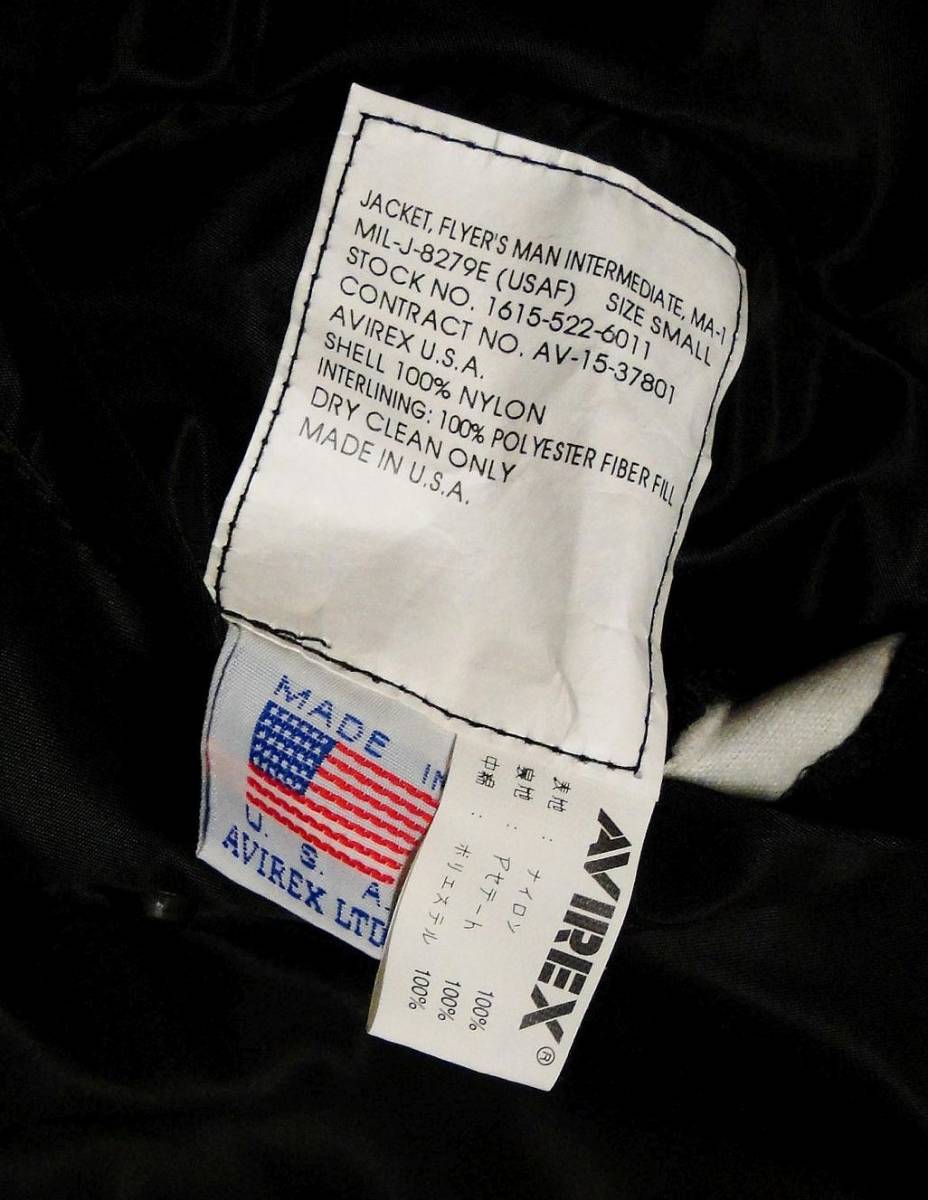 JACKET, FLYER'S MAN INTERMEDIATE, MA-1
MIL-J-8279E (USAF) SIZE SMALL
STOCK NO. 1615-522-6011
CONTRACT NO. AV-15-37801
AVIREX U.S.A.
SHELL 100% NYLON
INTERLINING: 100% POLYESTER FIBER FILL
DRY CLEAN ONLY
MADE IN U.S.A.
MADE IN
U. S. A.
AVIREX LTD
AVIREX®
表地 : ナイロン 100%
裏地 : アセテート 100%
中綿 : ポリエステル 100%